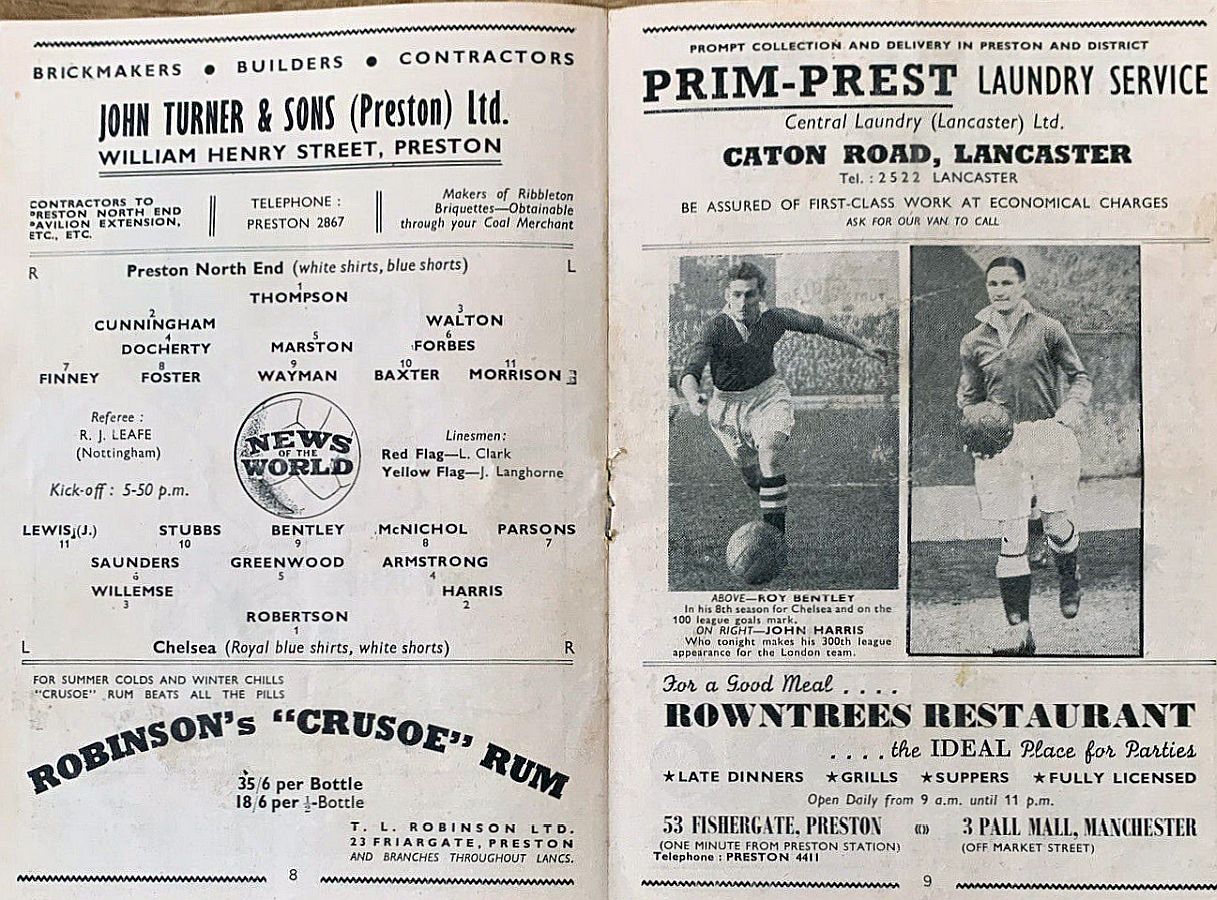 BRICKMAKERS ● BUILDERS ● CONTRACTORS
JOHN TURNER & SONS (Preston) Ltd.
WILLIAM HENRY STREET, PRESTON
CONTRACTORS TO
PRESTON NORTH END
PAVILION EXTENSION,
ETC., ETC.
TELEPHONE :
PRESTON 2867
Makers of Ribbleton
Briquettes—Obtainable
through your Coal Merchant
R Preston North End (white shirts, blue shorts) L
1
THOMPSON
2 3
CUNNINGHAM WALTON
4 5 6
DOCHERTY MARSTON FORBES
7 8 9 10 11
FINNEY FOSTER WAYMAN BAXTER MORRISON
Referee :
R. J. LEAFE
(Nottingham)
Kick-off : 5-50 p.m.
NEWS
OF THE
WORLD
Linesmen:
Red Flag—L. Clark
Yellow Flag—J. Langhorne
LEWIS (J.) STUBBS BENTLEY McNICHOL PARSONS
11 10 9 8 7
SAUNDERS GREENWOOD ARMSTRONG
6 5 4
WILLEMSE HARRIS
3 2
ROBERTSON
1
L Chelsea (Royal blue shirts, white shorts) R
FOR SUMMER COLDS AND WINTER CHILLS
"CRUSOE" RUM BEATS ALL THE PILLS
ROBINSON's "CRUSOE" RUM
35/6 per Bottle
18/6 per ½-Bottle
T. L. ROBINSON LTD.
23 FRIARGATE, PRESTON
AND BRANCHES THROUGHOUT LANCS.
8
PROMPT COLLECTION AND DELIVERY IN PRESTON AND DISTRICT
PRIM-PREST LAUNDRY SERVICE
Central Laundry (Lancaster) Ltd.
CATON ROAD, LANCASTER
Tel. : 2522 LANCASTER
BE ASSURED OF FIRST-CLASS WORK AT ECONOMICAL CHARGES
ASK FOR OUR VAN TO CALL
ABOVE—ROY BENTLEY
In his 8th season for Chelsea and on the
100 league goals mark.
ON RIGHT—JOHN HARRIS
Who tonight makes his 300th league
appearance for the London team.
For a Good Meal . . . .
ROWNTREES RESTAURANT
. . . . the IDEAL Place for Parties
★LATE DINNERS ★GRILLS ★SUPPERS ★FULLY LICENSED
Open Daily from 9 a.m. until 11 p.m.
53 FISHERGATE, PRESTON «» 3 PALL MALL, MANCHESTER
(ONE MINUTE FROM PRESTON STATION) (OFF MARKET STREET)
Telephone : PRESTON 4411
9